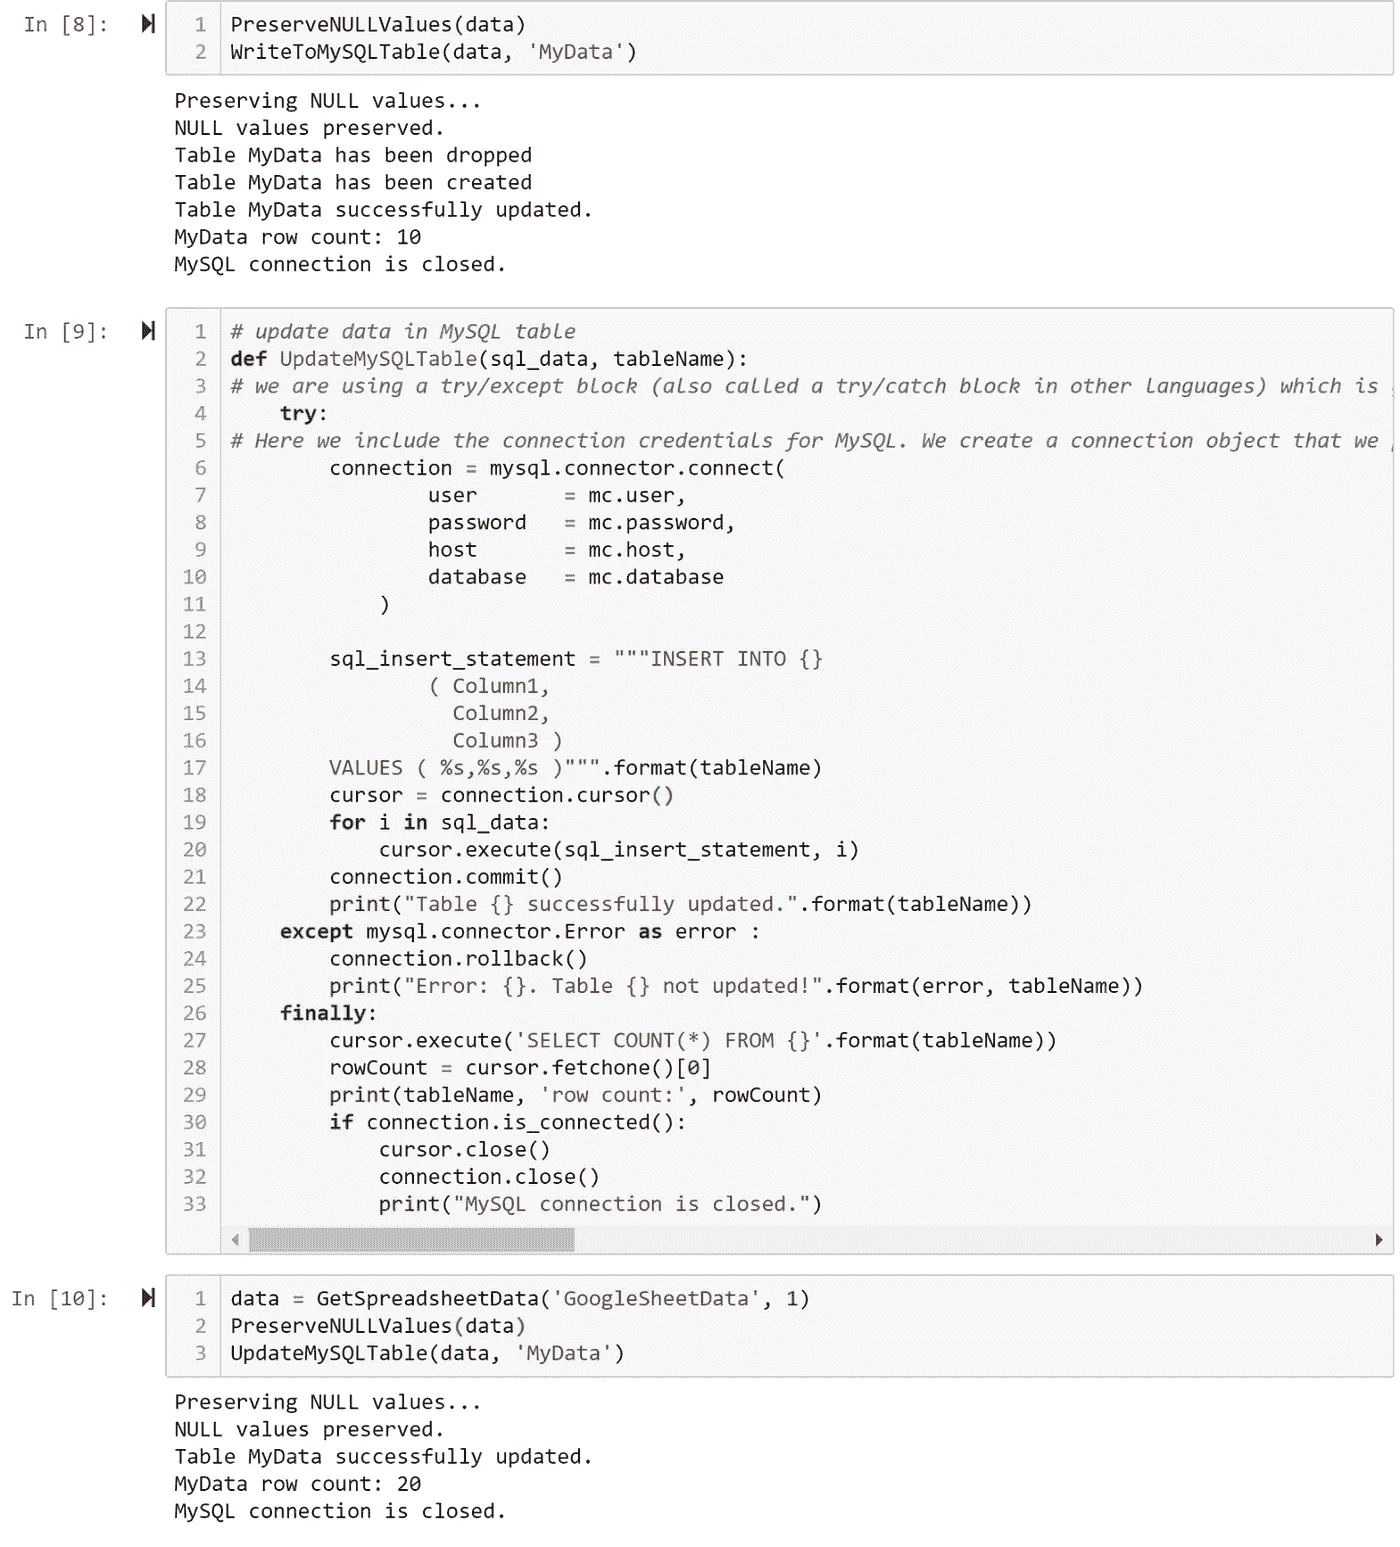 In [8]:
1 PreserveNULLValues(data)
2 WriteToMySQLTable(data, 'MyData')
Preserving NULL values...
NULL values preserved.
Table MyData has been dropped
Table MyData has been created
Table MyData successfully updated.
MyData row count: 10
MySQL connection is closed.
In [9]:
1 # update data in MySQL table
2 def UpdateMySQLTable(sql_data, tableName):
3 # we are using a try/except block (also called a try/catch block in other languages) which is
4     try:
5 # Here we include the connection credentials for MySQL. We create a connection object that we
6         connection = mysql.connector.connect(
7                 user       = mc.user,
8                 password   = mc.password,
9                 host       = mc.host,
10                 database   = mc.database
11             )
12
13         sql_insert_statement = """INSERT INTO {}
14                 ( Column1,
15                   Column2,
16                   Column3 )
17         VALUES ( %s,%s,%s )""".format(tableName)
18         cursor = connection.cursor()
19         for i in sql_data:
20             cursor.execute(sql_insert_statement, i)
21         connection.commit()
22         print("Table {} successfully updated.".format(tableName))
23     except mysql.connector.Error as error :
24         connection.rollback()
25         print("Error: {}. Table {} not updated!".format(error, tableName))
26     finally:
27         cursor.execute('SELECT COUNT(*) FROM {}'.format(tableName))
28         rowCount = cursor.fetchone()[0]
29         print(tableName, 'row count:', rowCount)
30         if connection.is_connected():
31             cursor.close()
32             connection.close()
33             print("MySQL connection is closed.")
In [10]:
1 data = GetSpreadsheetData('GoogleSheetData', 1)
2 PreserveNULLValues(data)
3 UpdateMySQLTable(data, 'MyData')
Preserving NULL values...
NULL values preserved.
Table MyData successfully updated.
MyData row count: 20
MySQL connection is closed.